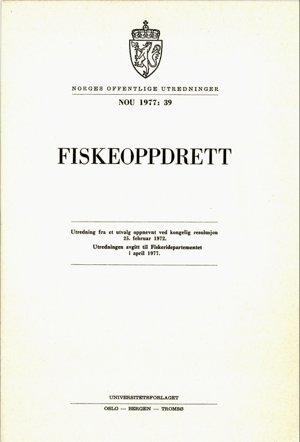 NORGES OFFENTLIGE UTREDNINGER
NOU 1977: 39
FISKEOPPDRETT
Utredning fra et utvalg oppnevnt ved kongelig resolusjon
25. februar 1972.
Utredningen avgitt til Fiskeridepartementet
i april 1977.
UNIVERSITETSFORLAGET
OSLO — BERGEN — TROMSØ